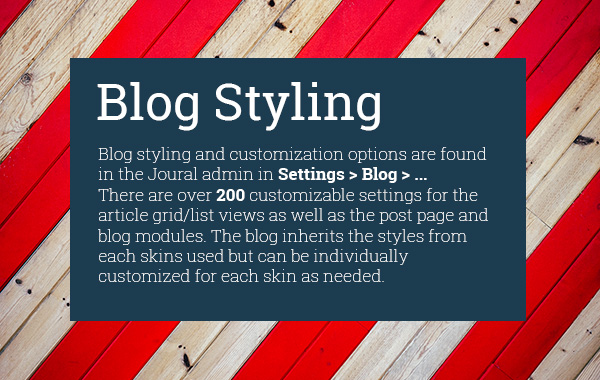 Blog Styling
Blog styling and customization options are found
in the Joural admin in Settings > Blog > ...
There are over 200 customizable settings for the
article grid/list views as well as the post page and
blog modules. The blog inherits the styles from
each skins used but can be individually
customized for each skin as needed.